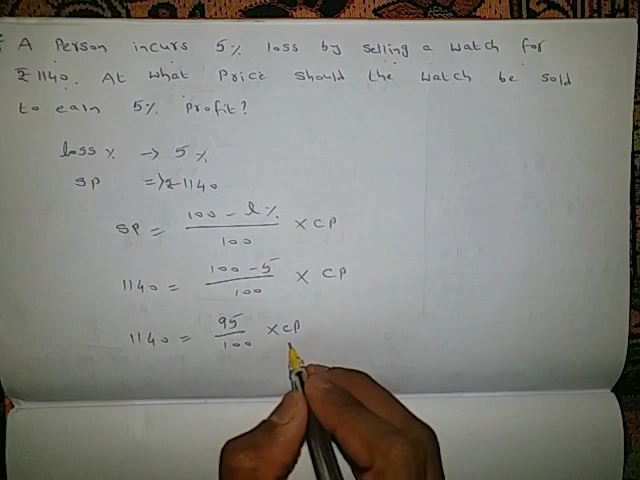 A Person incurs 5% loss by selling a watch for
₹1140. At what Price should the watch be sold
to earn 5% Profit?
loss % -> 5%
SP => ₹1140
SP = 100 - l% / 100 × CP
1140 = 100 - 5 / 100 × CP
1140 = 95 / 100 × CP